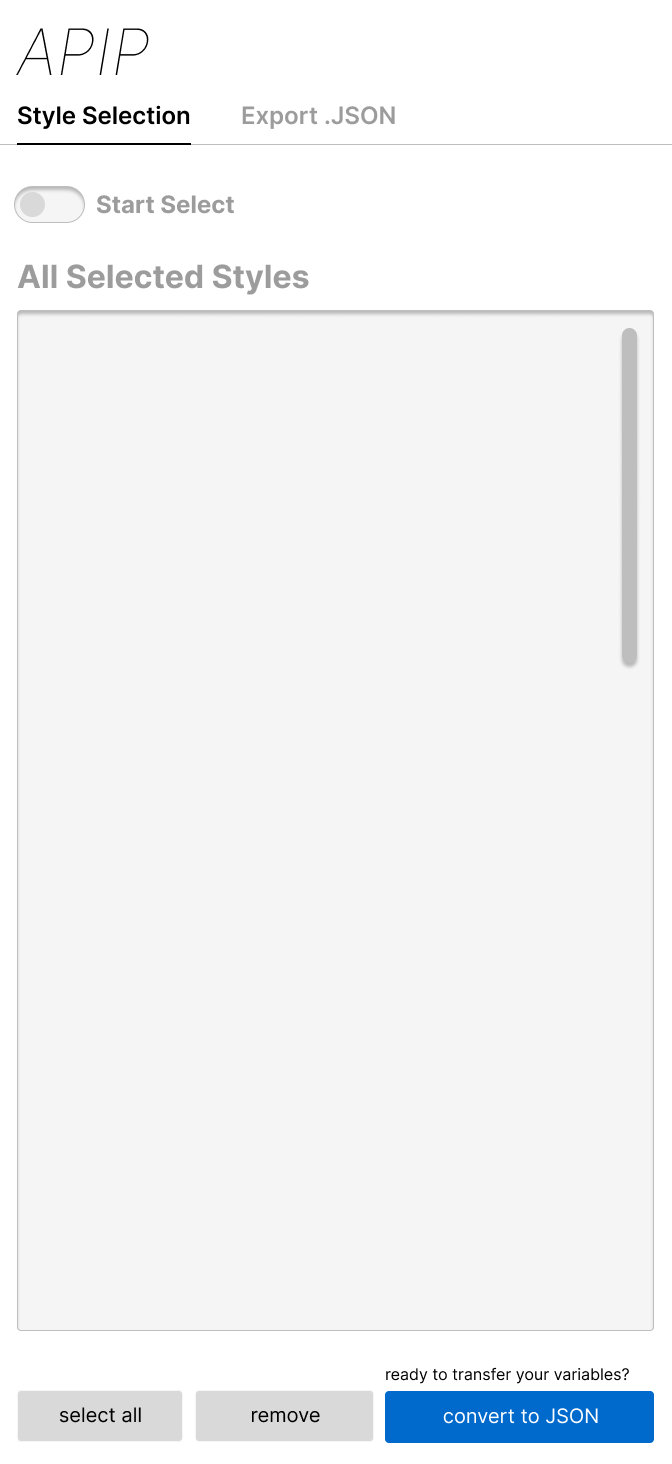 APIP
Style Selection Export .JSON
Start Select
All Selected Styles
ready to transfer your variables?
select all remove convert to JSON